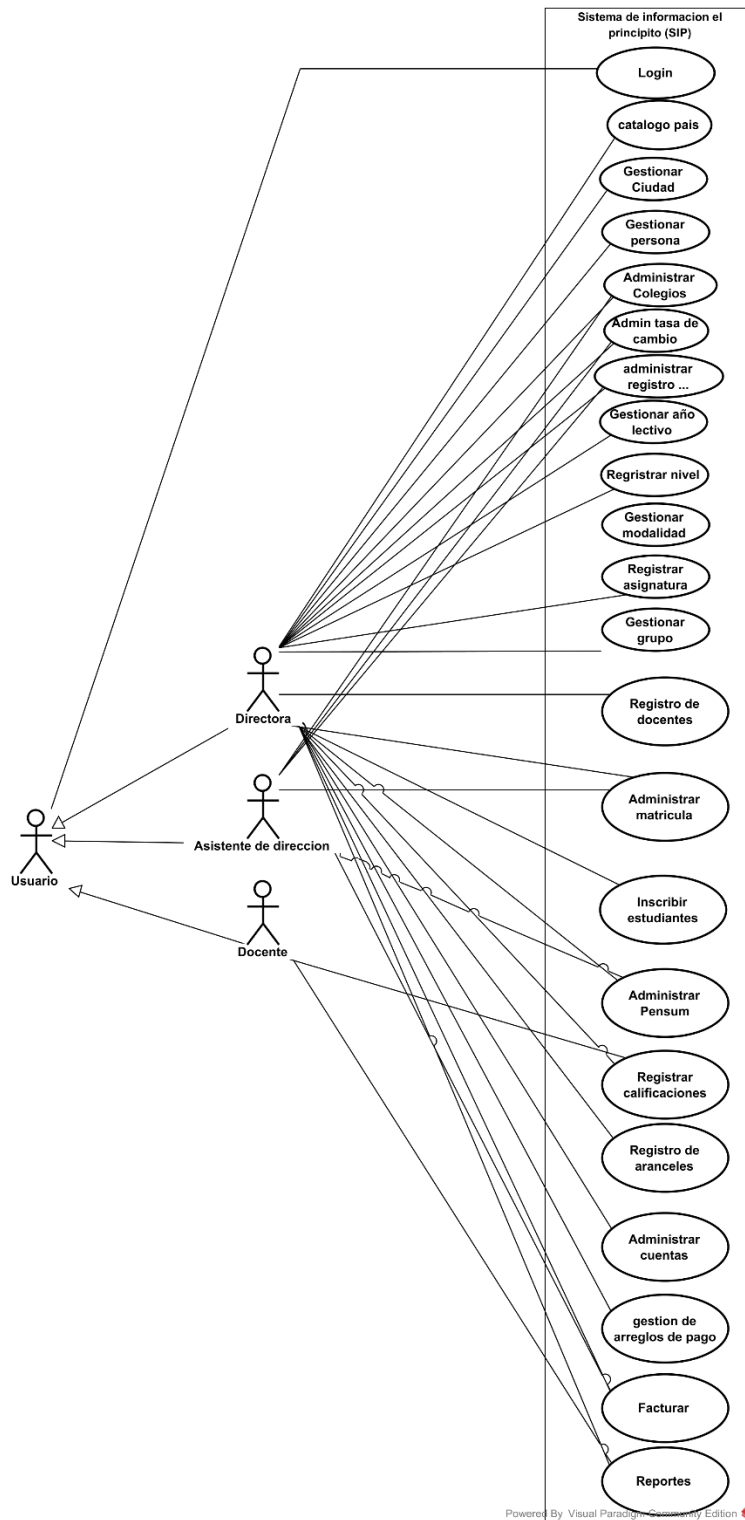 Sistema de informacion el
principito (SIP)
Login
catalogo pais
Gestionar
Ciudad
Gestionar
persona
Administrar
Colegios
Admin tasa de
cambio
administrar
registro ...
Gestionar año
lectivo
Regristrar nivel
Gestionar
modalidad
Registrar
asignatura
Gestionar
grupo
Directora
Registro de
docentes
Administrar
matricula
Asistente de direccion
Usuario
Docente
Inscribir
estudiantes
Administrar
Pensum
Registrar
calificaciones
Registro de
aranceles
Administrar
cuentas
gestion de
arreglos de pago
Facturar
Reportes
Powered By Visual Paradigm Community Edition